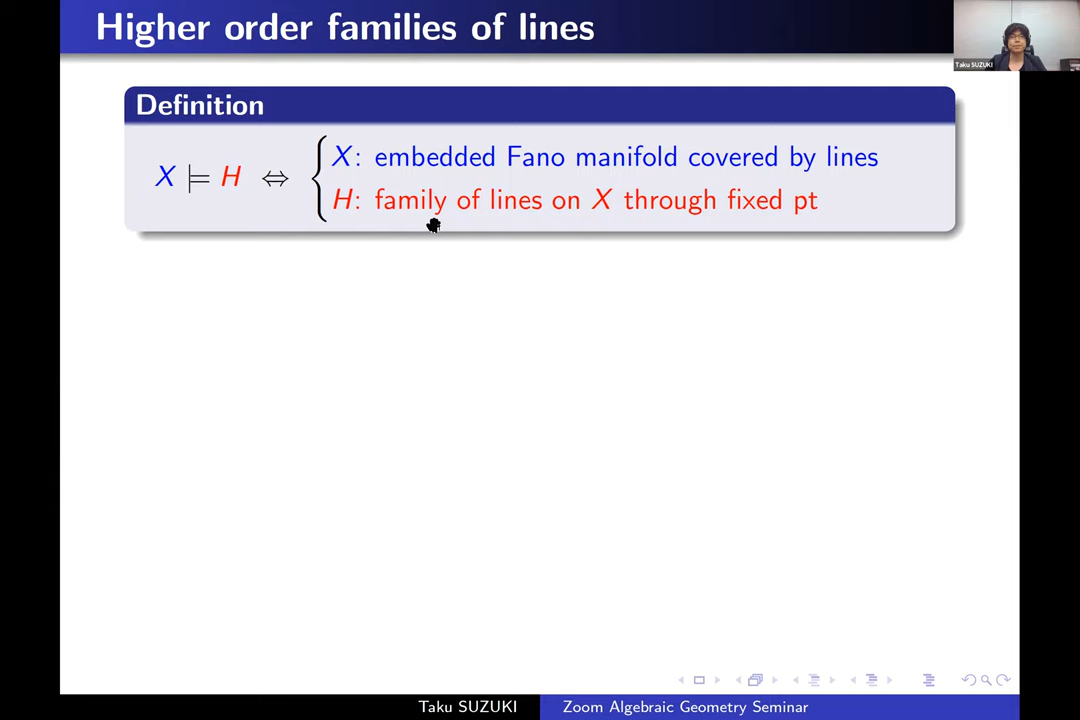 Higher order families of lines
Taku SUZUKI
Definition
X ⊨ H ⇔ { X: embedded Fano manifold covered by lines
H: family of lines on X through fixed pt
Taku SUZUKI Zoom Algebraic Geometry Seminar